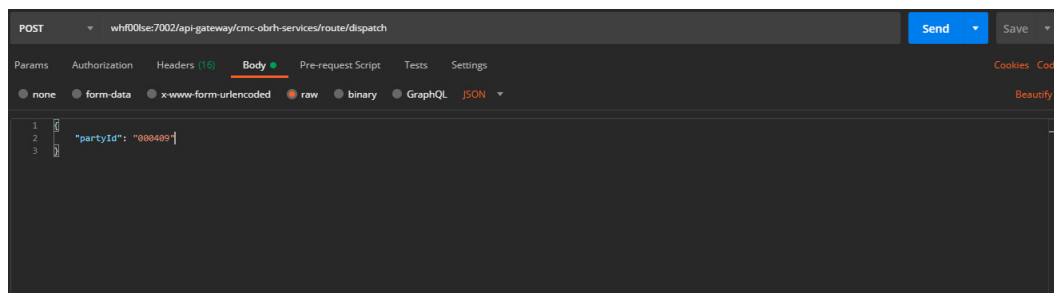 POST whf00lse:7002/api-gateway/cmc-obrh-services/route/dispatch Send Save
Params Authorization Headers (16) Body Pre-request Script Tests Settings Cookies Cod
none form-data x-www-form-urlencoded raw binary GraphQL JSON Beautify
1 {
2 "partyId": "000409"
3 }